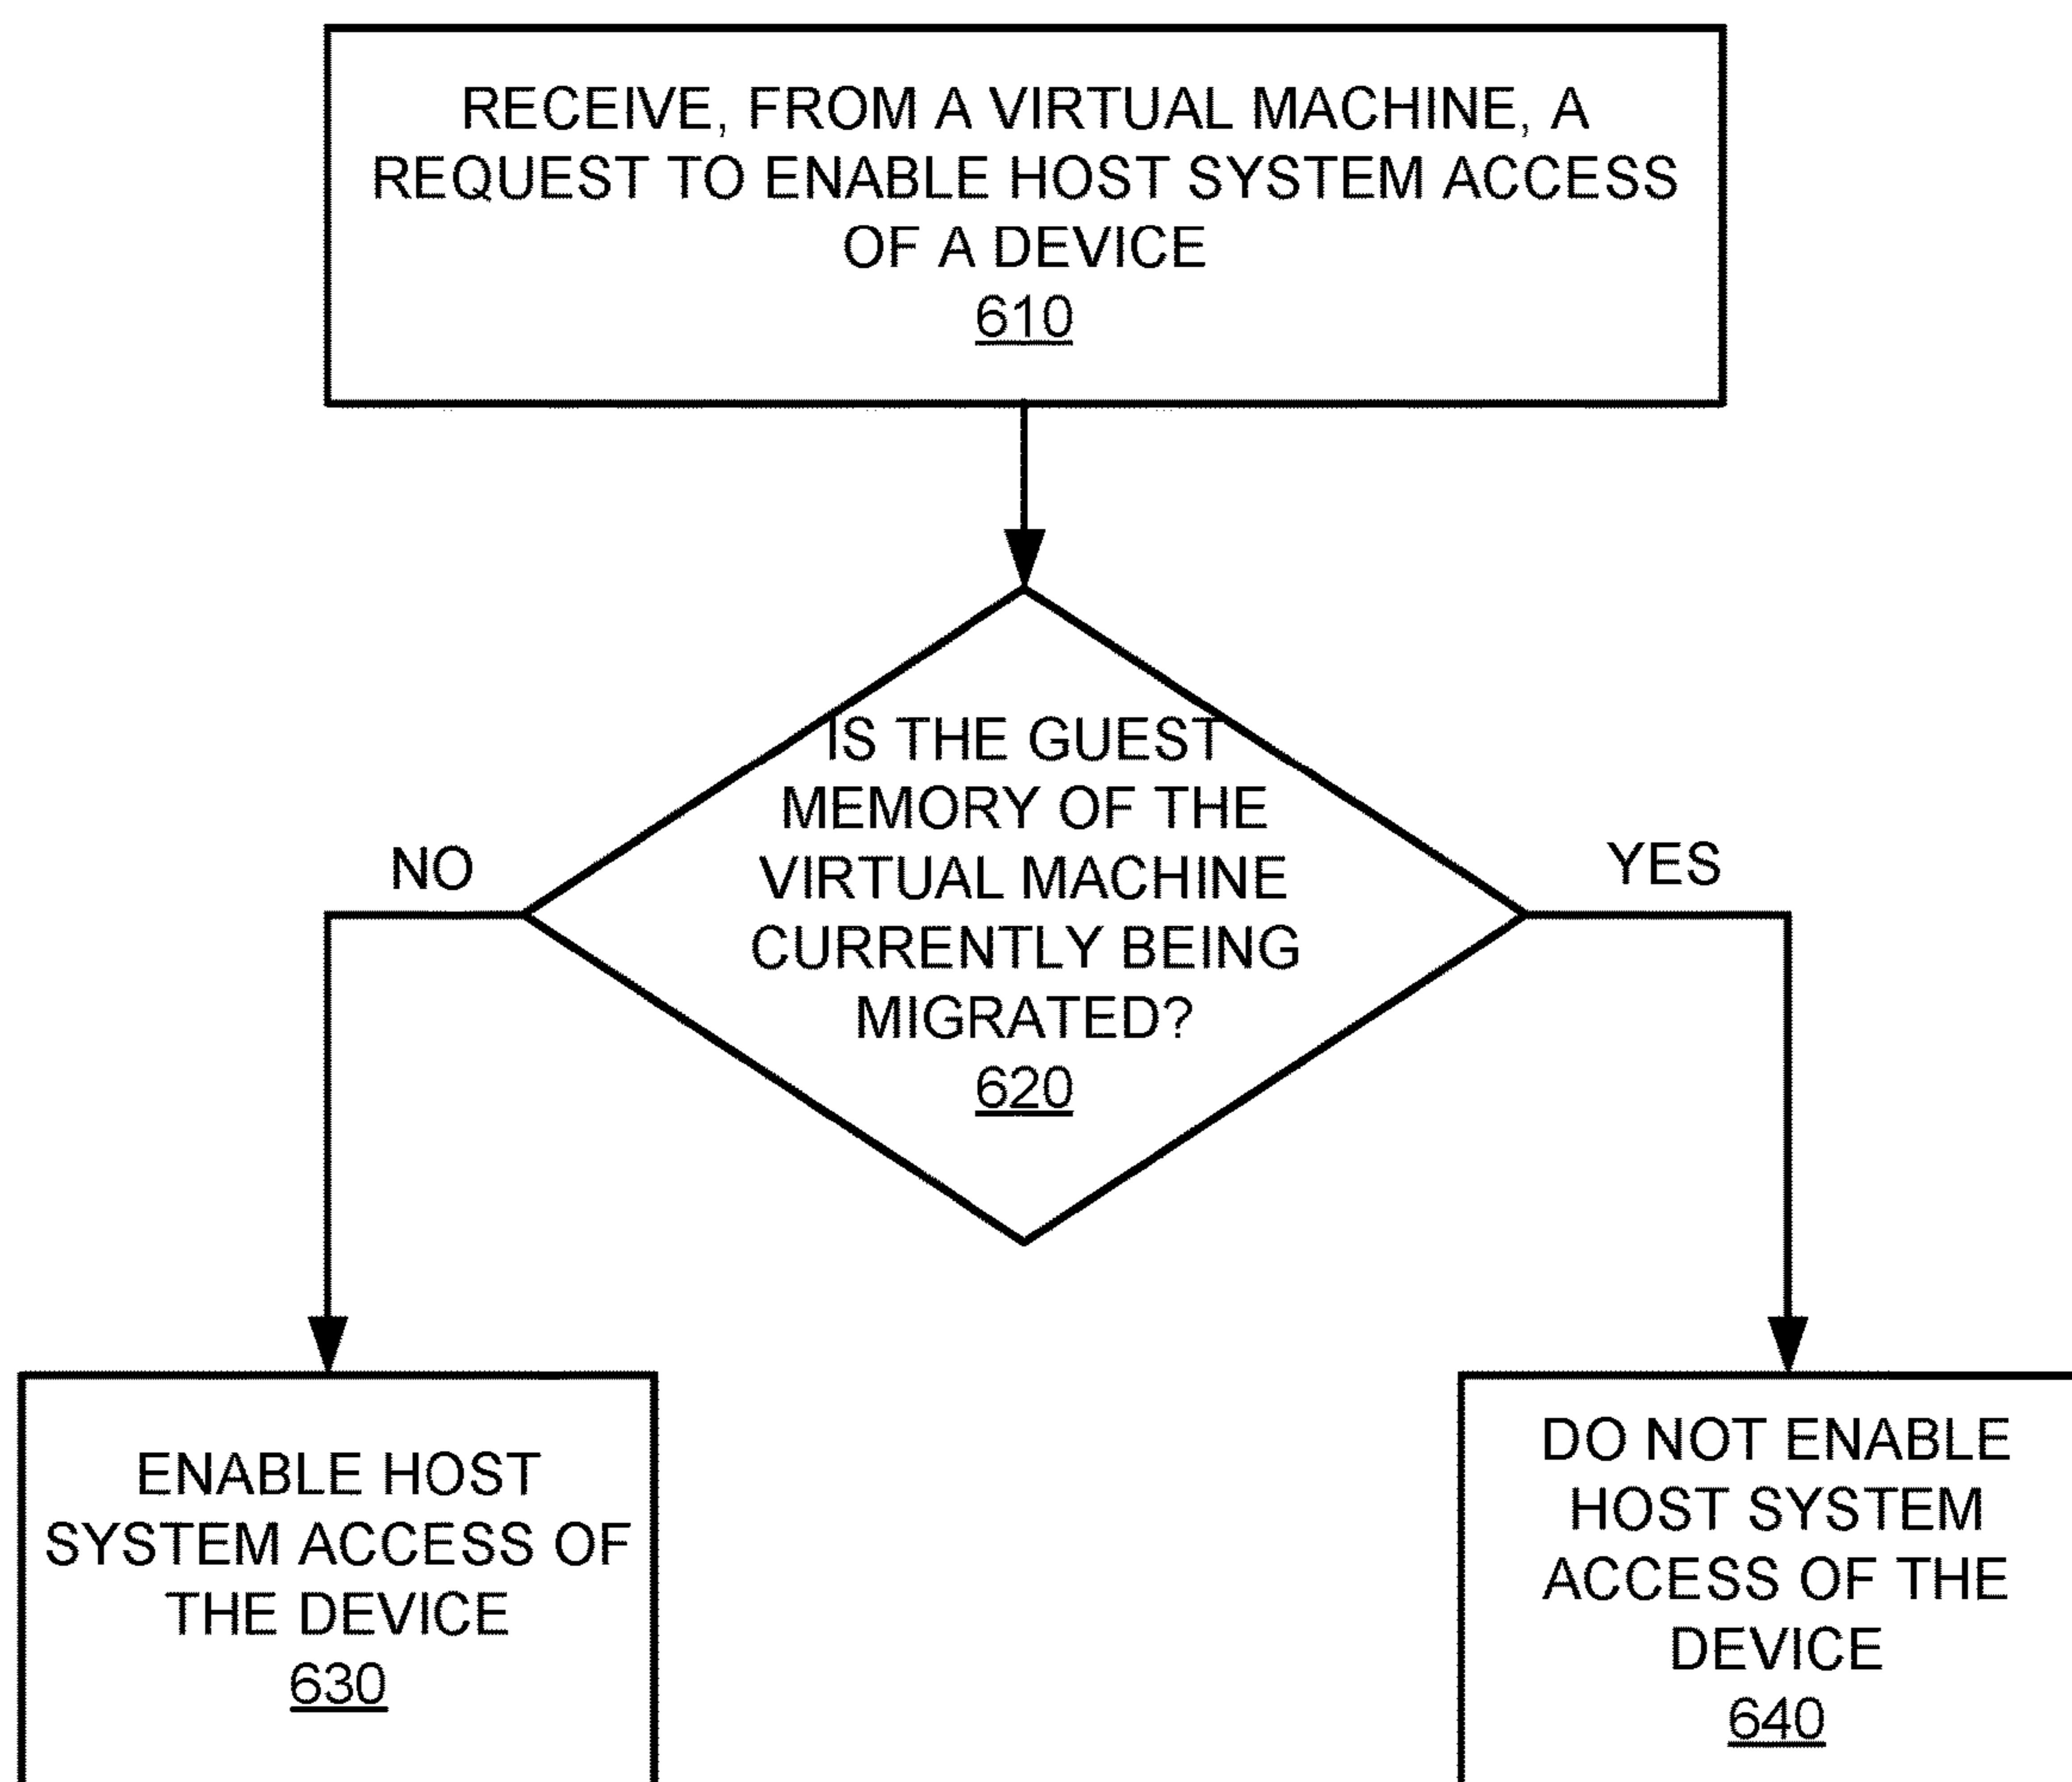 RECEIVE, FROM A VIRTUAL MACHINE, A
REQUEST TO ENABLE HOST SYSTEM ACCESS
OF A DEVICE
610
IS THE GUEST
MEMORY OF THE
VIRTUAL MACHINE
CURRENTLY BEING
MIGRATED?
620
NO
YES
ENABLE HOST
SYSTEM ACCESS OF
THE DEVICE
630
DO NOT ENABLE
HOST SYSTEM
ACCESS OF THE
DEVICE
640